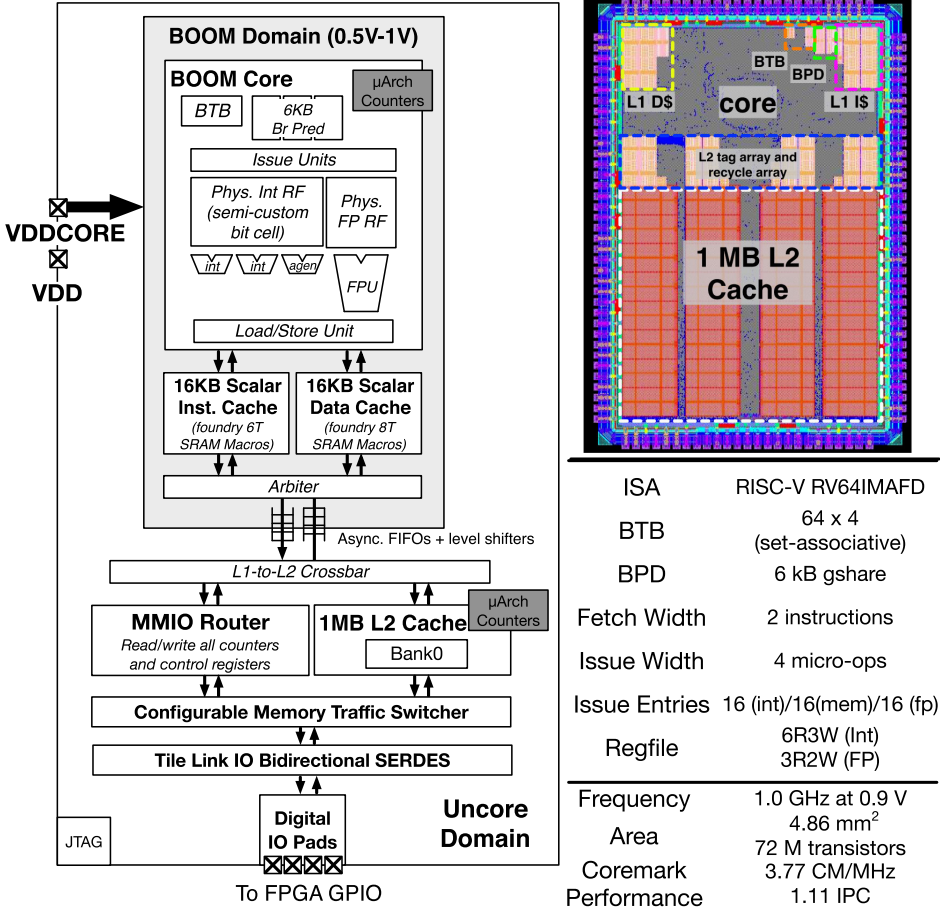 BOOM Domain (0.5V-1V)
BOOM Core
µArch
Counters
BTB
6KB
Br Pred
Issue Units
Phys. Int RF
(semi-custom
bit cell)
Phys.
FP RF
int
int
agen
FPU
Load/Store Unit
16KB Scalar
Inst. Cache
(foundry 6T
SRAM Macros)
16KB Scalar
Data Cache
(foundry 8T
SRAM Macros)
Arbiter
Async. FIFOs + level shifters
VDDCORE
VDD
L1-to-L2 Crossbar
MMIO Router
Read/write all counters
and control registers
1MB L2 Cache
µArch
Counters
Bank0
Configurable Memory Traffic Switcher
Tile Link IO Bidirectional SERDES
Digital
IO Pads
Uncore
Domain
JTAG
To FPGA GPIO
BTB
BPD
L1 D$
core
L1 I$
L2 tag array and
recycle array
1 MB L2
Cache
ISA RISC-V RV64IMAFD
BTB 64 x 4
(set-associative)
BPD 6 kB gshare
Fetch Width 2 instructions
Issue Width 4 micro-ops
Issue Entries 16 (int)/16(mem)/16 (fp)
Regfile 6R3W (Int)
3R2W (FP)
Frequency 1.0 GHz at 0.9 V
Area 4.86 mm²
72 M transistors
Coremark 3.77 CM/MHz
Performance 1.11 IPC